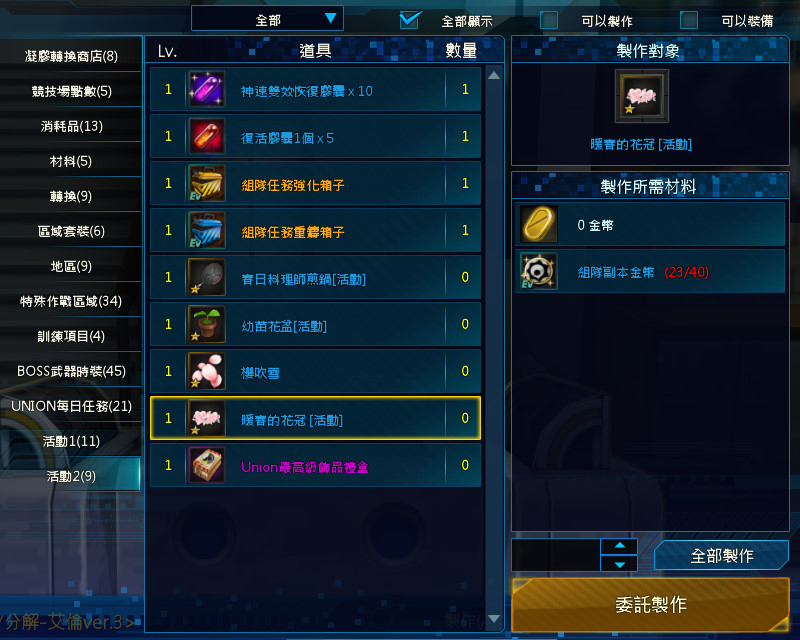 全部
全部顯示
可以製作
可以裝備
凝膠轉換商店(8)
競技場點數(5)
消耗品(13)
材料(5)
轉換(9)
區域套裝(6)
地區(9)
特殊作戰區域(34)
訓練項目(4)
BOSS武器時裝(45)
UNION每日任務(21)
活動1(11)
活動2(9)
Lv. 道具 數量
1 神速雙效恢復膠囊 x 10 1
1 復活膠囊1個 x 5 1
1 組隊任務強化箱子 1
1 組隊任務重鑄箱子 1
1 春日料理師煎鍋[活動] 0
1 幼苗花盆[活動] 0
1 櫻吹雪 0
1 暖春的花冠 [活動] 0
1 Union最高級飾品禮盒 0
製作對象
暖春的花冠 [活動]
製作所需材料
0 金幣
組隊副本金幣 (23/40)
全部製作
委託製作
/分解-艾倫ver.3>